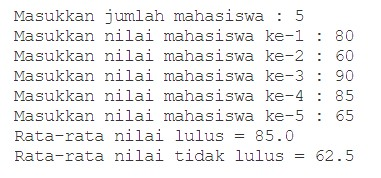 Masukkan jumlah mahasiswa : 5
Masukkan nilai mahasiswa ke-1 : 80
Masukkan nilai mahasiswa ke-2 : 60
Masukkan nilai mahasiswa ke-3 : 90
Masukkan nilai mahasiswa ke-4 : 85
Masukkan nilai mahasiswa ke-5 : 65
Rata-rata nilai lulus = 85.0
Rata-rata nilai tidak lulus = 62.5